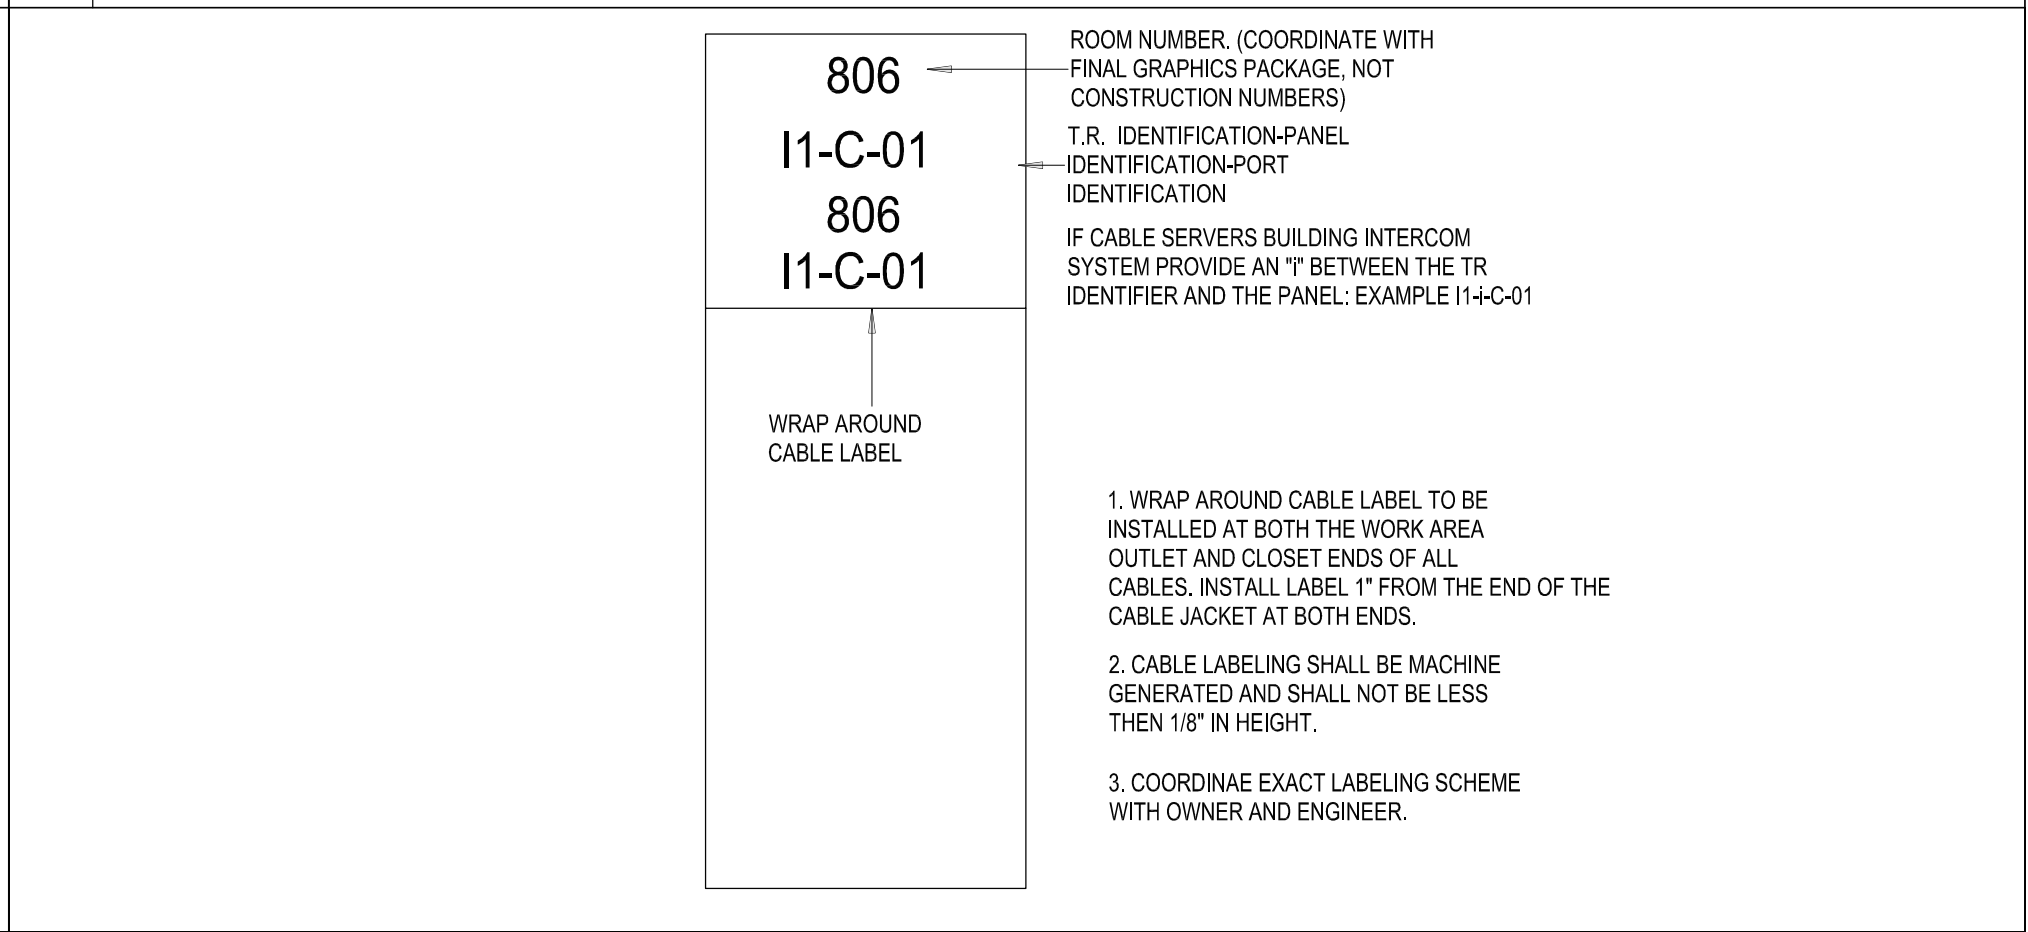 806
I1-C-01
806
I1-C-01
WRAP AROUND
CABLE LABEL
ROOM NUMBER. (COORDINATE WITH
FINAL GRAPHICS PACKAGE, NOT
CONSTRUCTION NUMBERS)
T.R. IDENTIFICATION-PANEL
IDENTIFICATION-PORT
IDENTIFICATION
IF CABLE SERVERS BUILDING INTERCOM
SYSTEM PROVIDE AN "i" BETWEEN THE TR
IDENTIFIER AND THE PANEL: EXAMPLE I1-i-C-01
1. WRAP AROUND CABLE LABEL TO BE
INSTALLED AT BOTH THE WORK AREA
OUTLET AND CLOSET ENDS OF ALL
CABLES. INSTALL LABEL 1" FROM THE END OF THE
CABLE JACKET AT BOTH ENDS.
2. CABLE LABELING SHALL BE MACHINE
GENERATED AND SHALL NOT BE LESS
THEN 1/8" IN HEIGHT.
3. COORDINAE EXACT LABELING SCHEME
WITH OWNER AND ENGINEER.